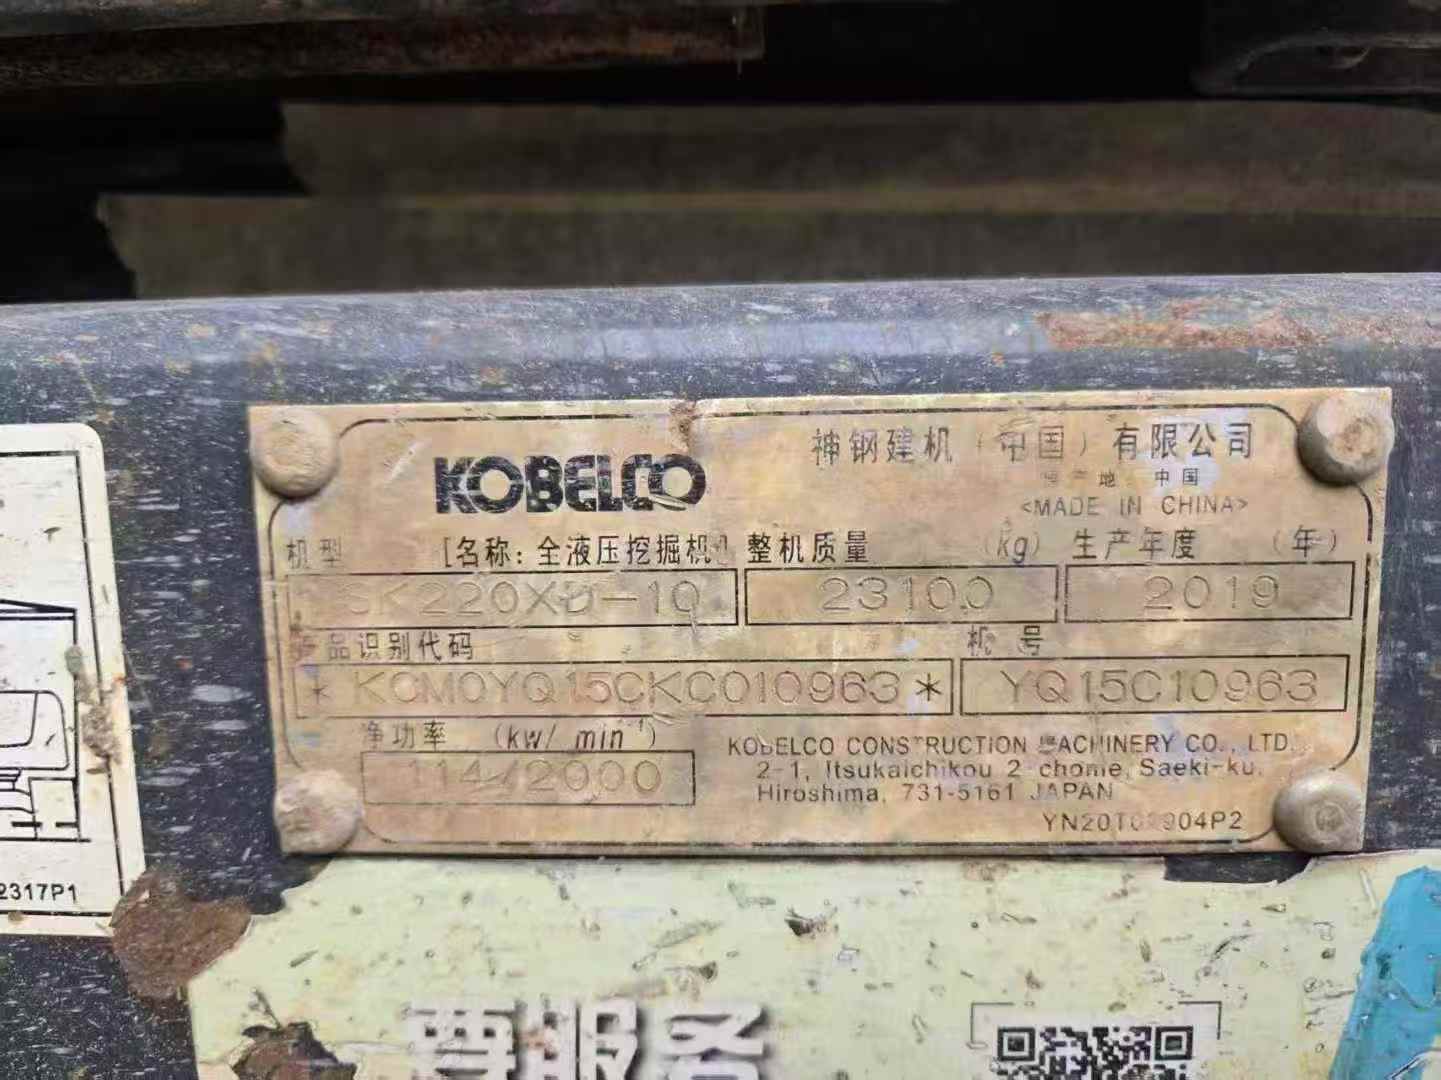 KOBELCO
神钢建机(中国)有限公司
原产地 中国
<MADE IN CHINA>
机型 [名称:全液压挖掘机] 整机质量 (kg) 生产年度 (年)
SK220XD-10 23100 2019
产品识别代码 机号
*KCM0YQ15CKC010963* YQ15C10963
净功率 (kw/min⁻¹)
114/2000
KOBELCO CONSTRUCTION MACHINERY CO., LTD.
2-1, Itsukaichikou 2-chome, Saeki-ku,
Hiroshima, 731-5161 JAPAN
2317P1